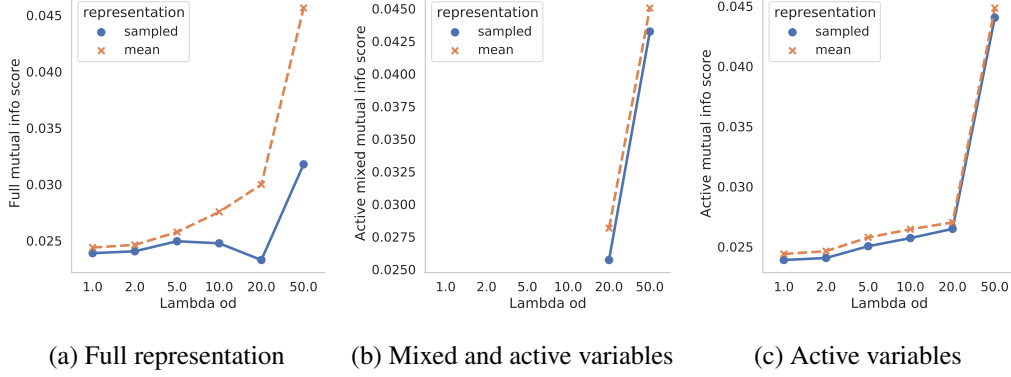 Full mutual info score
0.045
0.040
0.035
0.030
0.025
representation
sampled
mean
1.0 2.0 5.0 10.0 20.0 50.0
Lambda od
(a) Full representation
Active mixed mutual info score
0.0450
0.0425
0.0400
0.0375
0.0350
0.0325
0.0300
0.0275
0.0250
representation
sampled
mean
1.0 2.0 5.0 10.0 20.0 50.0
Lambda od
(b) Mixed and active variables
Active mutual info score
0.045
0.040
0.035
0.030
0.025
representation
sampled
mean
1.0 2.0 5.0 10.0 20.0 50.0
Lambda od
(c) Active variables